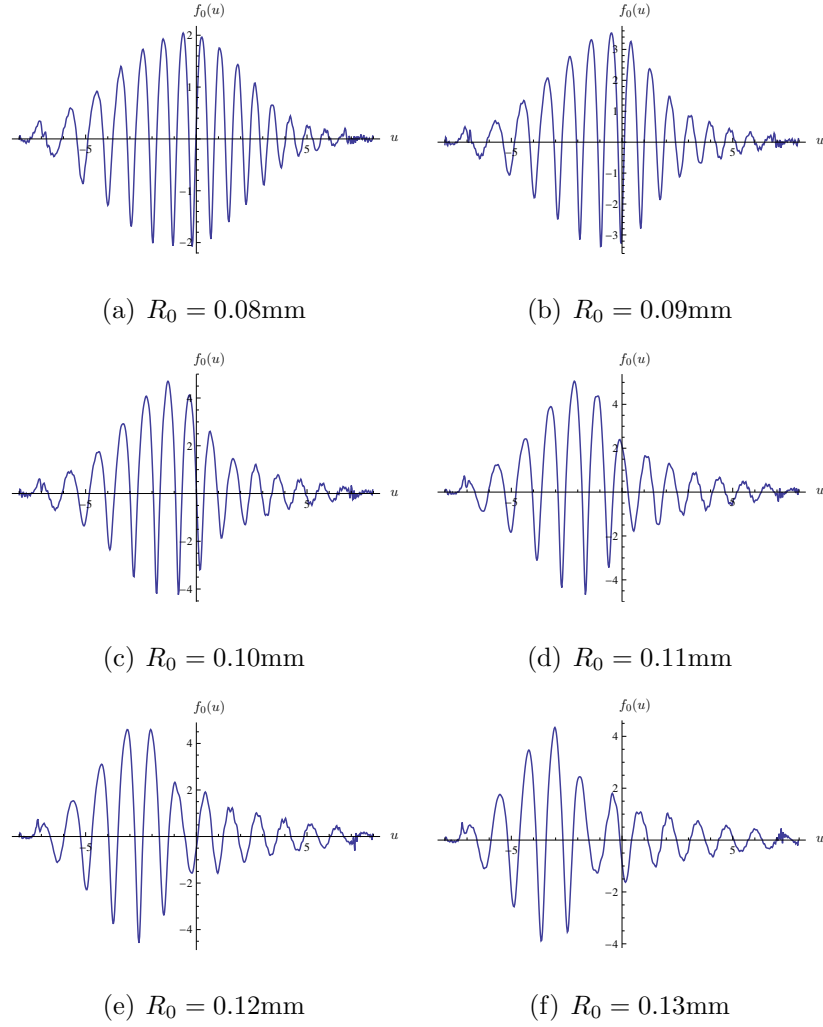 f₀(u)
2
1
-5
5
u
-1
-2
(a) R₀ = 0.08mm
f₀(u)
3
2
1
-5
5
u
-1
-2
-3
(b) R₀ = 0.09mm
f₀(u)
4
2
-5
5
u
-2
-4
(c) R₀ = 0.10mm
f₀(u)
4
2
-5
5
u
-2
-4
(d) R₀ = 0.11mm
f₀(u)
4
2
-5
5
u
-2
-4
(e) R₀ = 0.12mm
f₀(u)
4
2
-5
5
u
-2
-4
(f) R₀ = 0.13mm